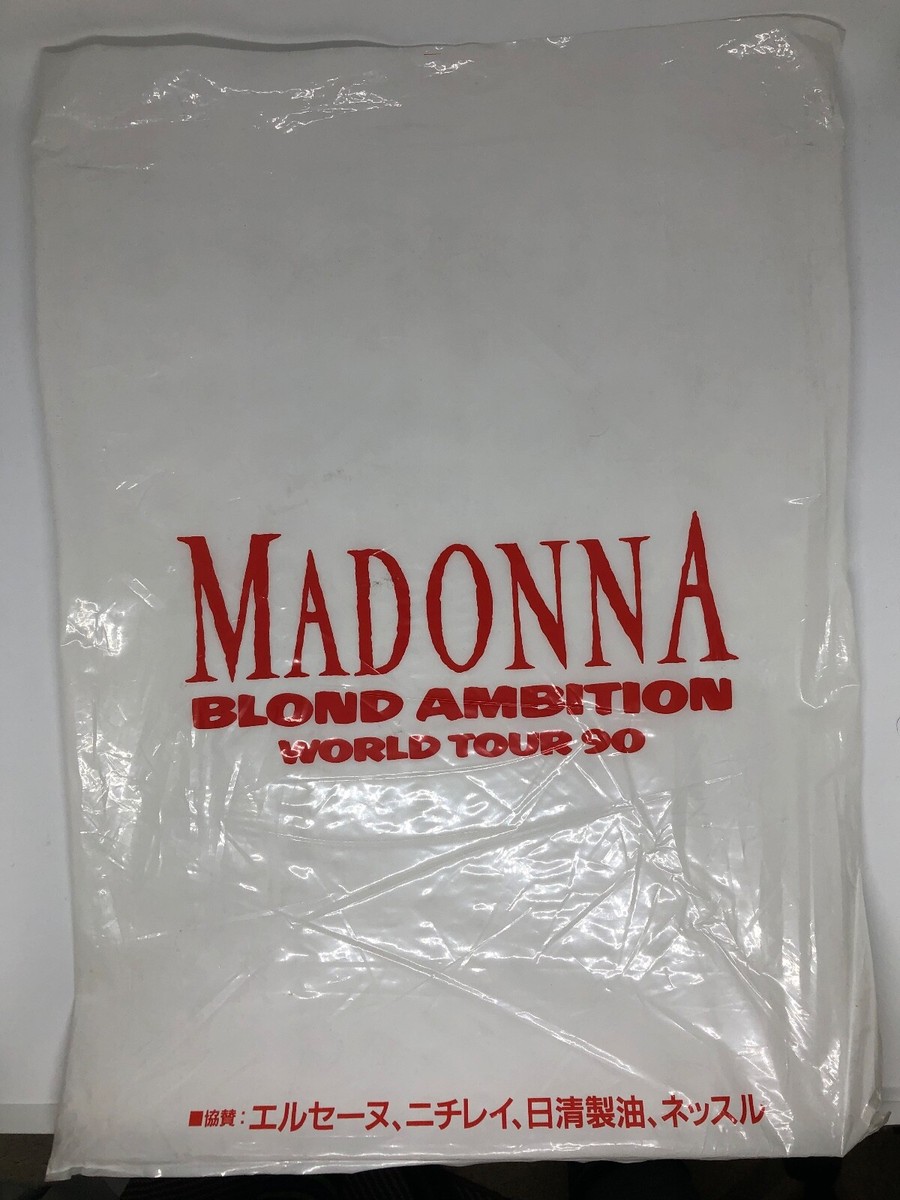 MADONNA
BLOND AMBITION
WORLD TOUR 90
■協賛:エルセーヌ、ニチレイ、日清製油、ネッスル